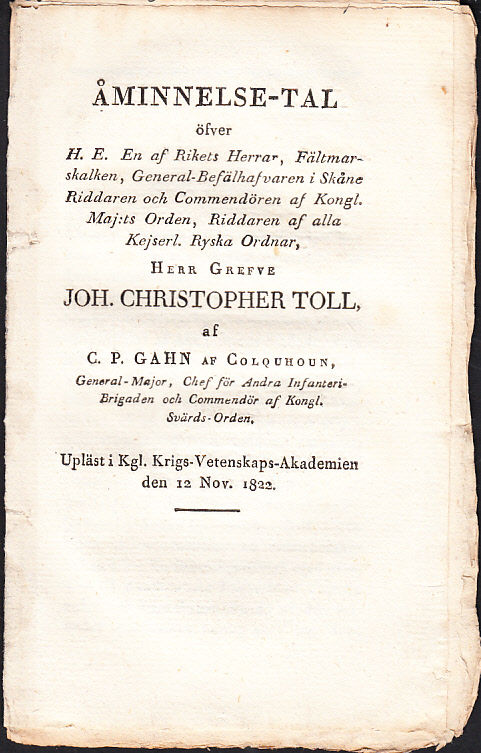 ÅMINNELSE-TAL
öfver
H. E. En af Rikets Herrar, Fältmar-
skalken, General-Befälhafvaren i Skåne
Riddaren och Commendören af Kongl.
Maj:ts Orden, Riddaren af alla
Kejserl. Ryska Ordnar,
HERR GREFVE
JOH. CHRISTOPHER TOLL,
af
C. P. GAHN AF COLQUHOUN,
General-Major, Chef för Andra Infanteri-
Brigaden och Commendör af Kongl.
Svärds-Orden.
Upläst i Kgl. Krigs-Vetenskaps-Akademien
den 12 Nov. 1822.